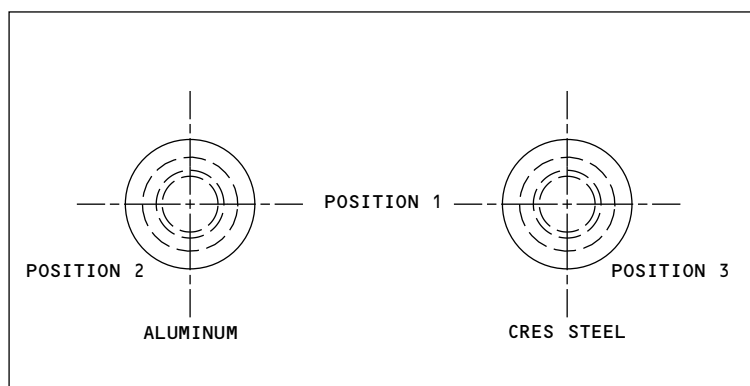 POSITION 1
POSITION 2
POSITION 3
ALUMINUM
CRES STEEL